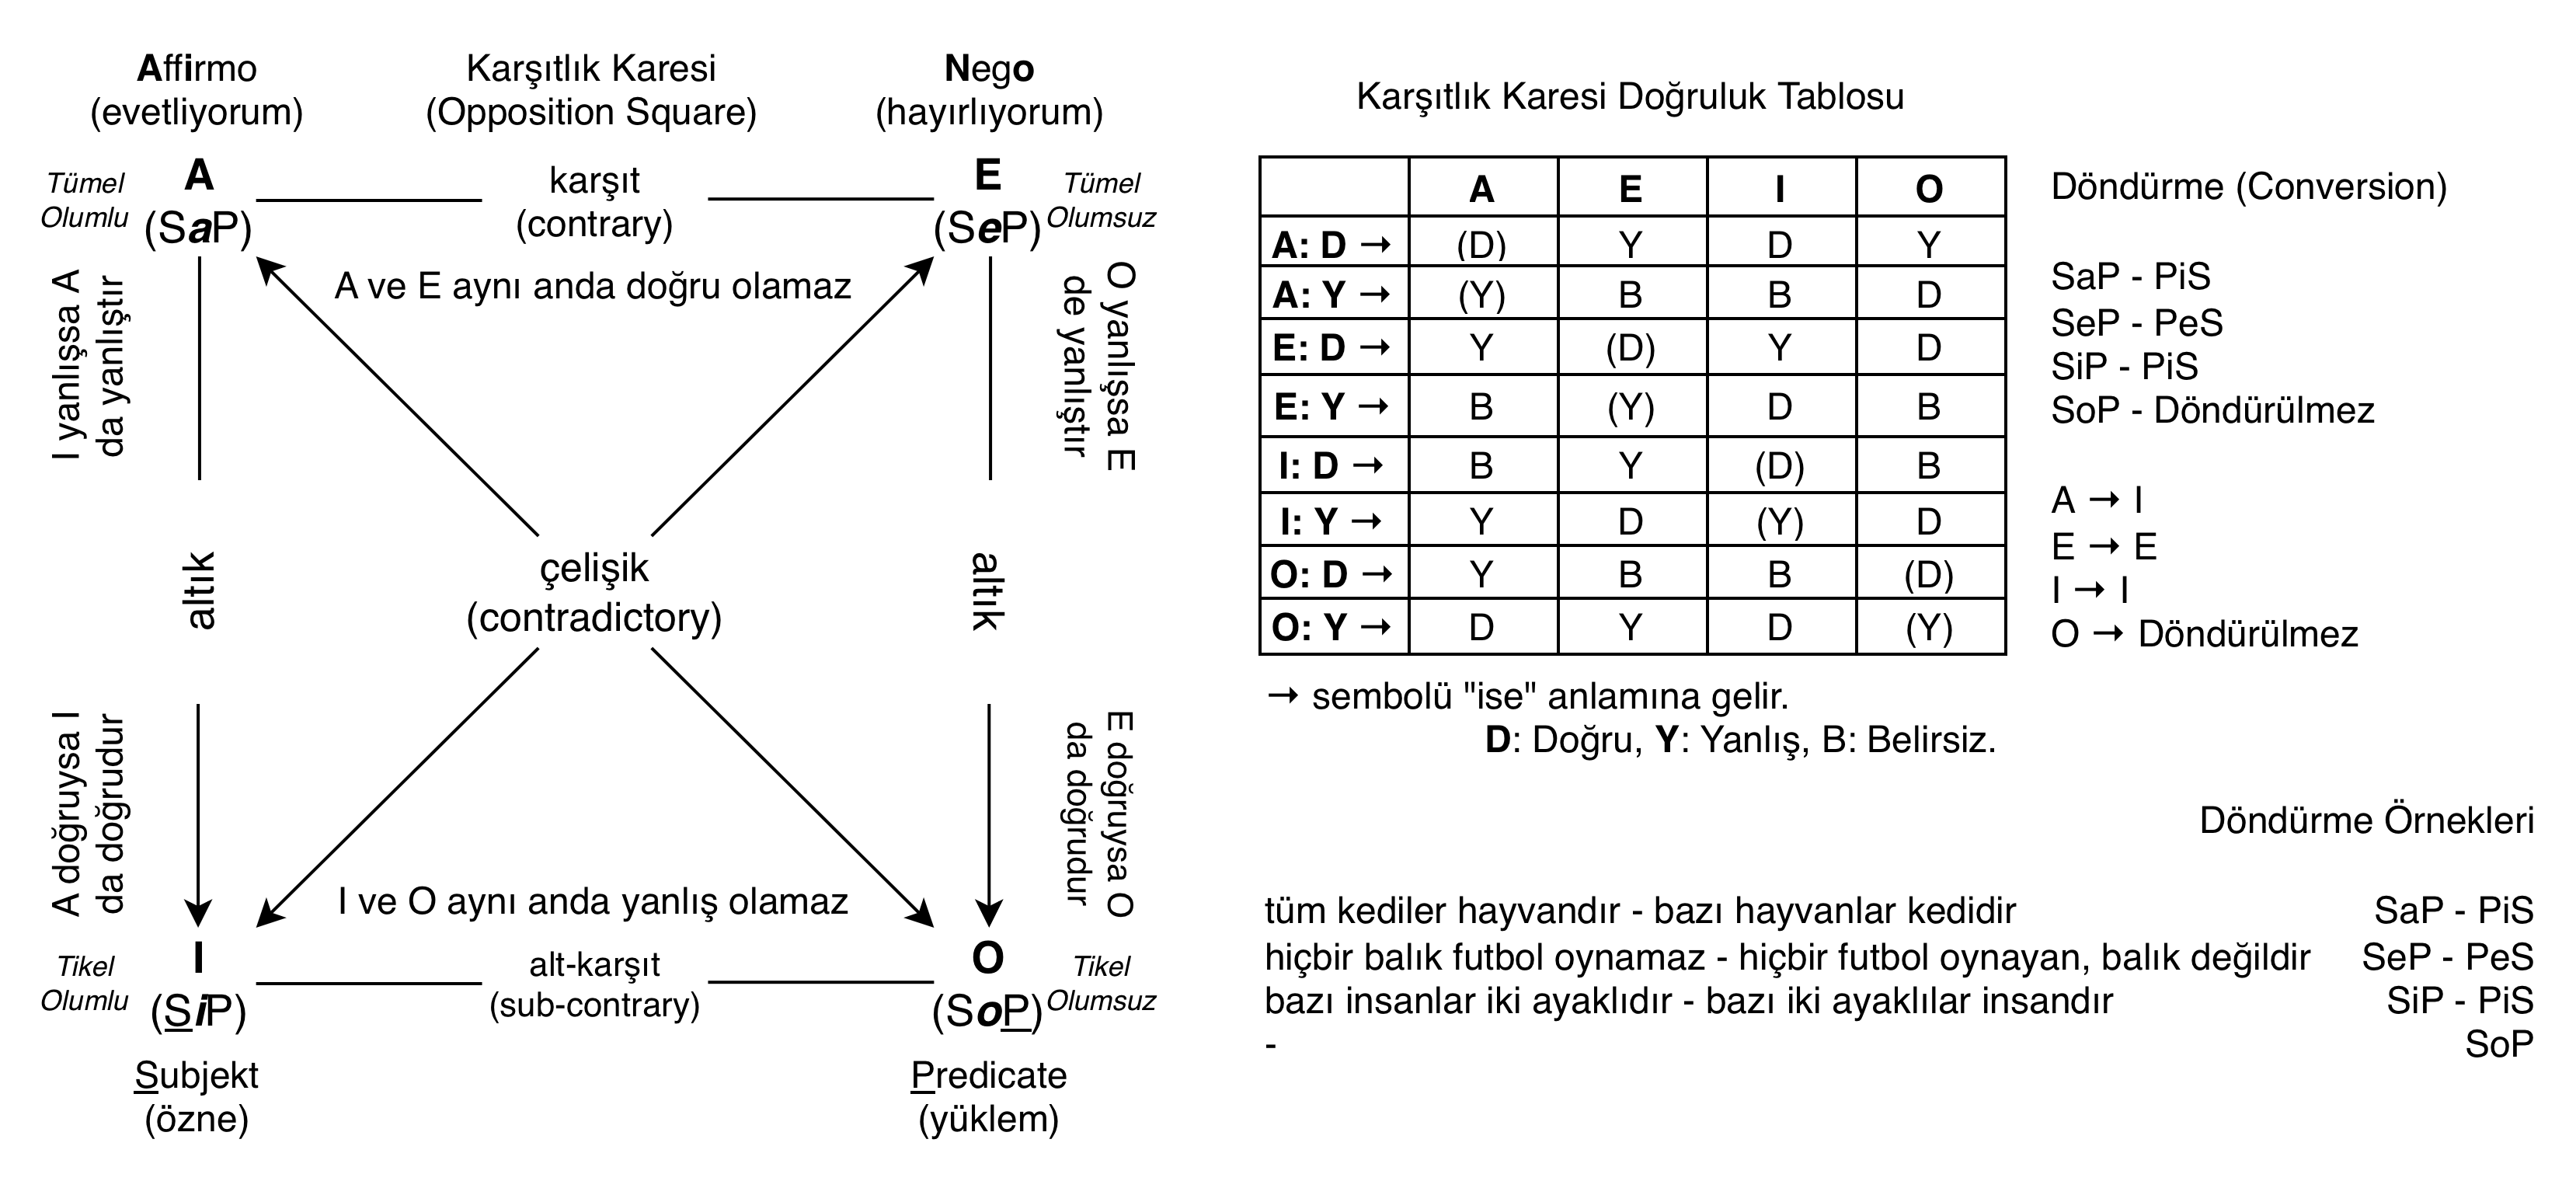 Affirmo
(evetliyorum)
Karşıtlık Karesi
(Opposition Square)
Nego
(hayırlıyorum)
Tümel
Olumlu
A
(SaP)
karşıt
(contrary)
E
(SeP)
Tümel
Olumsuz
A ve E aynı anda doğru olamaz
I yanlışsa A
da yanlıştır
O yanlışsa E
de yanlıştır
altık
çelişik
(contradictory)
altık
A doğruysa I
da doğrudur
E doğruysa O
da doğrudur
I ve O aynı anda yanlış olamaz
Tikel
Olumlu
I
(SiP)
alt-karşıt
(sub-contrary)
O
(SoP)
Tikel
Olumsuz
Subjekt
(özne)
Predicate
(yüklem)
Karşıtlık Karesi Doğruluk Tablosu
A E I O
A: D → (D) Y D Y
A: Y → (Y) B B D
E: D → Y (D) Y D
E: Y → B (Y) D B
I: D → B Y (D) B
I: Y → Y D (Y) D
O: D → Y B B (D)
O: Y → D Y D (Y)
→ sembolü "ise" anlamına gelir.
D: Doğru, Y: Yanlış, B: Belirsiz.
Döndürme (Conversion)
SaP - PiS
SeP - PeS
SiP - PiS
SoP - Döndürülmez
A → I
E → E
I → I
O → Döndürülmez
Döndürme Örnekleri
tüm kediler hayvandır - bazı hayvanlar kedidir SaP - PiS
hiçbir balık futbol oynamaz - hiçbir futbol oynayan, balık değildir SeP - PeS
bazı insanlar iki ayaklıdır - bazı iki ayaklılar insandır SiP - PiS
- SoP